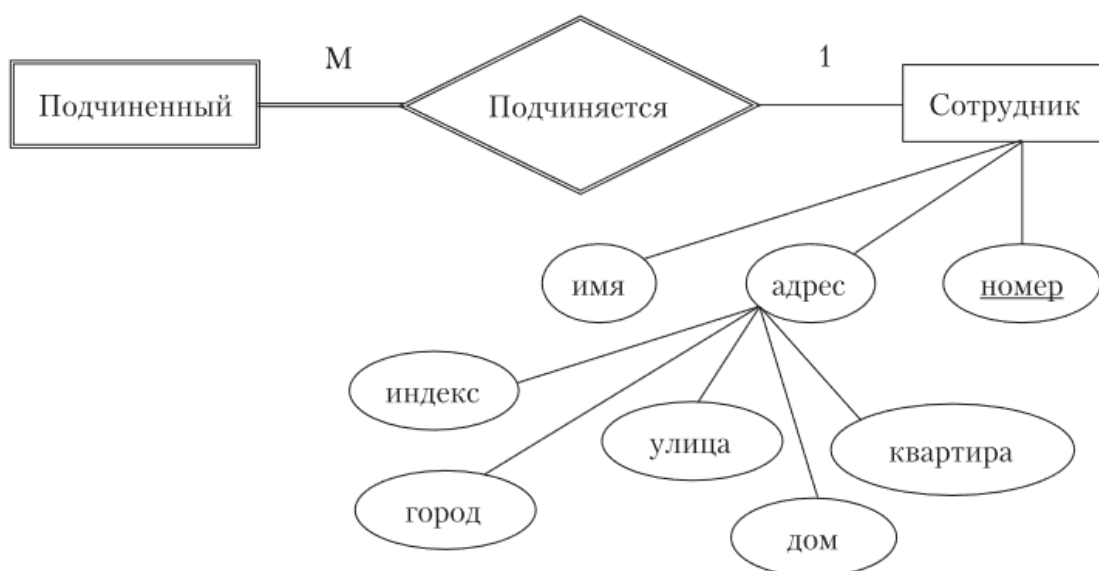 М
1
Подчиненный
Подчиняется
Сотрудник
имя
адрес
номер
индекс
улица
квартира
город
дом